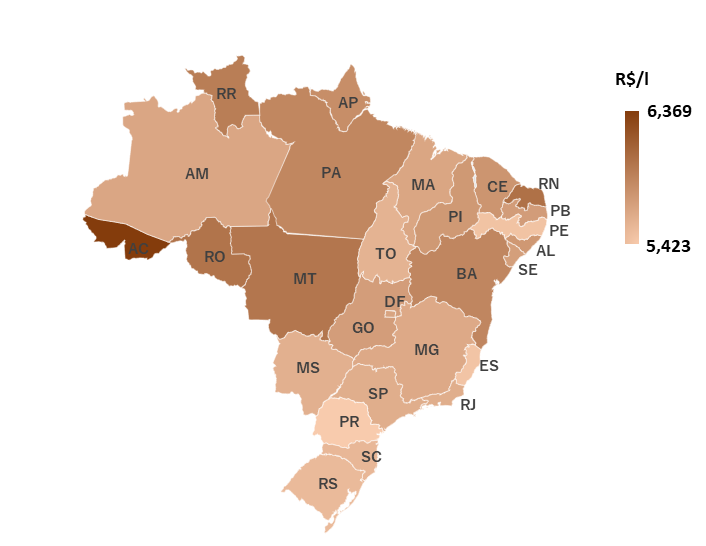 R$/l
6,369
5,423
RR
AP
AM
PA
MA
CE
RN
PB
PI
PE
AL
SE
AC
RO
TO
BA
MT
DF
GO
MG
MS
ES
SP
RJ
PR
SC
RS